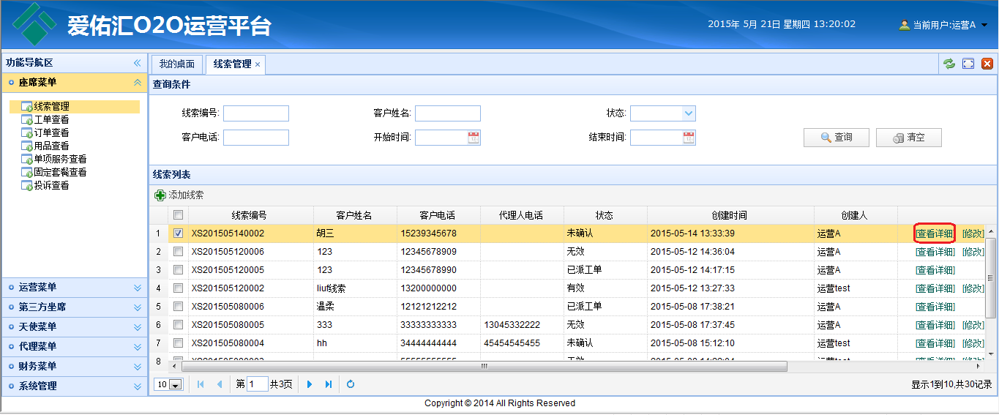 爱佑汇O2O运营平台
2015年 5月 21日 星期四 13:20:02
当前用户:运营A
功能导航区
座席菜单
线索管理
工单查看
订单查看
用品查看
单项服务查看
固定套餐查看
投诉查看
运营菜单
第三方坐席
天使菜单
代理菜单
财务菜单
系统管理
我的桌面 线索管理
查询条件
线索编号: 客户姓名: 状态:
客户电话: 开始时间: 结束时间: 查询 清空
线索列表
添加线索
线索编号 客户姓名 客户电话 代理人电话 状态 创建时间 创建人
1 XS201505140002 胡三 15239345678 未确认 2015-05-14 13:33:39 运营A [查看详细] [修改]
2 XS201505120006 123 12345678909 无效 2015-05-12 14:36:04 运营A [查看详细] [修改]
3 XS201505120005 123 12345678990 已派工单 2015-05-12 14:17:15 运营A [查看详细]
4 XS201505120002 liuf线索 13200000000 有效 2015-05-12 13:27:33 运营test [查看详细] [修改]
5 XS201505080006 温柔 12121212212 已派工单 2015-05-08 17:38:21 运营A [查看详细]
6 XS201505080005 333 33333333333 13045332222 无效 2015-05-08 17:37:45 运营A [查看详细] [修改]
7 XS201505080004 hh 34444444444 45454545455 未确认 2015-05-08 15:12:10 运营test [查看详细] [修改]
8
10 第 1 共3页 显示1到10,共30记录
Copyright © 2014 All Rights Reserved